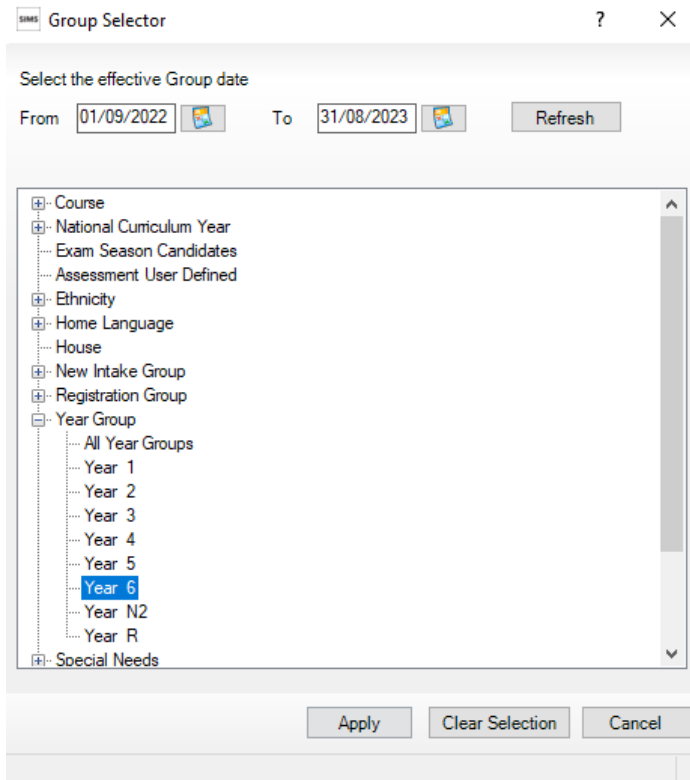 SIMS Group Selector ? ×
Select the effective Group date
From 01/09/2022 To 31/08/2023 Refresh
Course
National Curriculum Year
Exam Season Candidates
Assessment User Defined
Ethnicity
Home Language
House
New Intake Group
Registration Group
Year Group
All Year Groups
Year 1
Year 2
Year 3
Year 4
Year 5
Year 6
Year N2
Year R
Special Needs
Apply Clear Selection Cancel